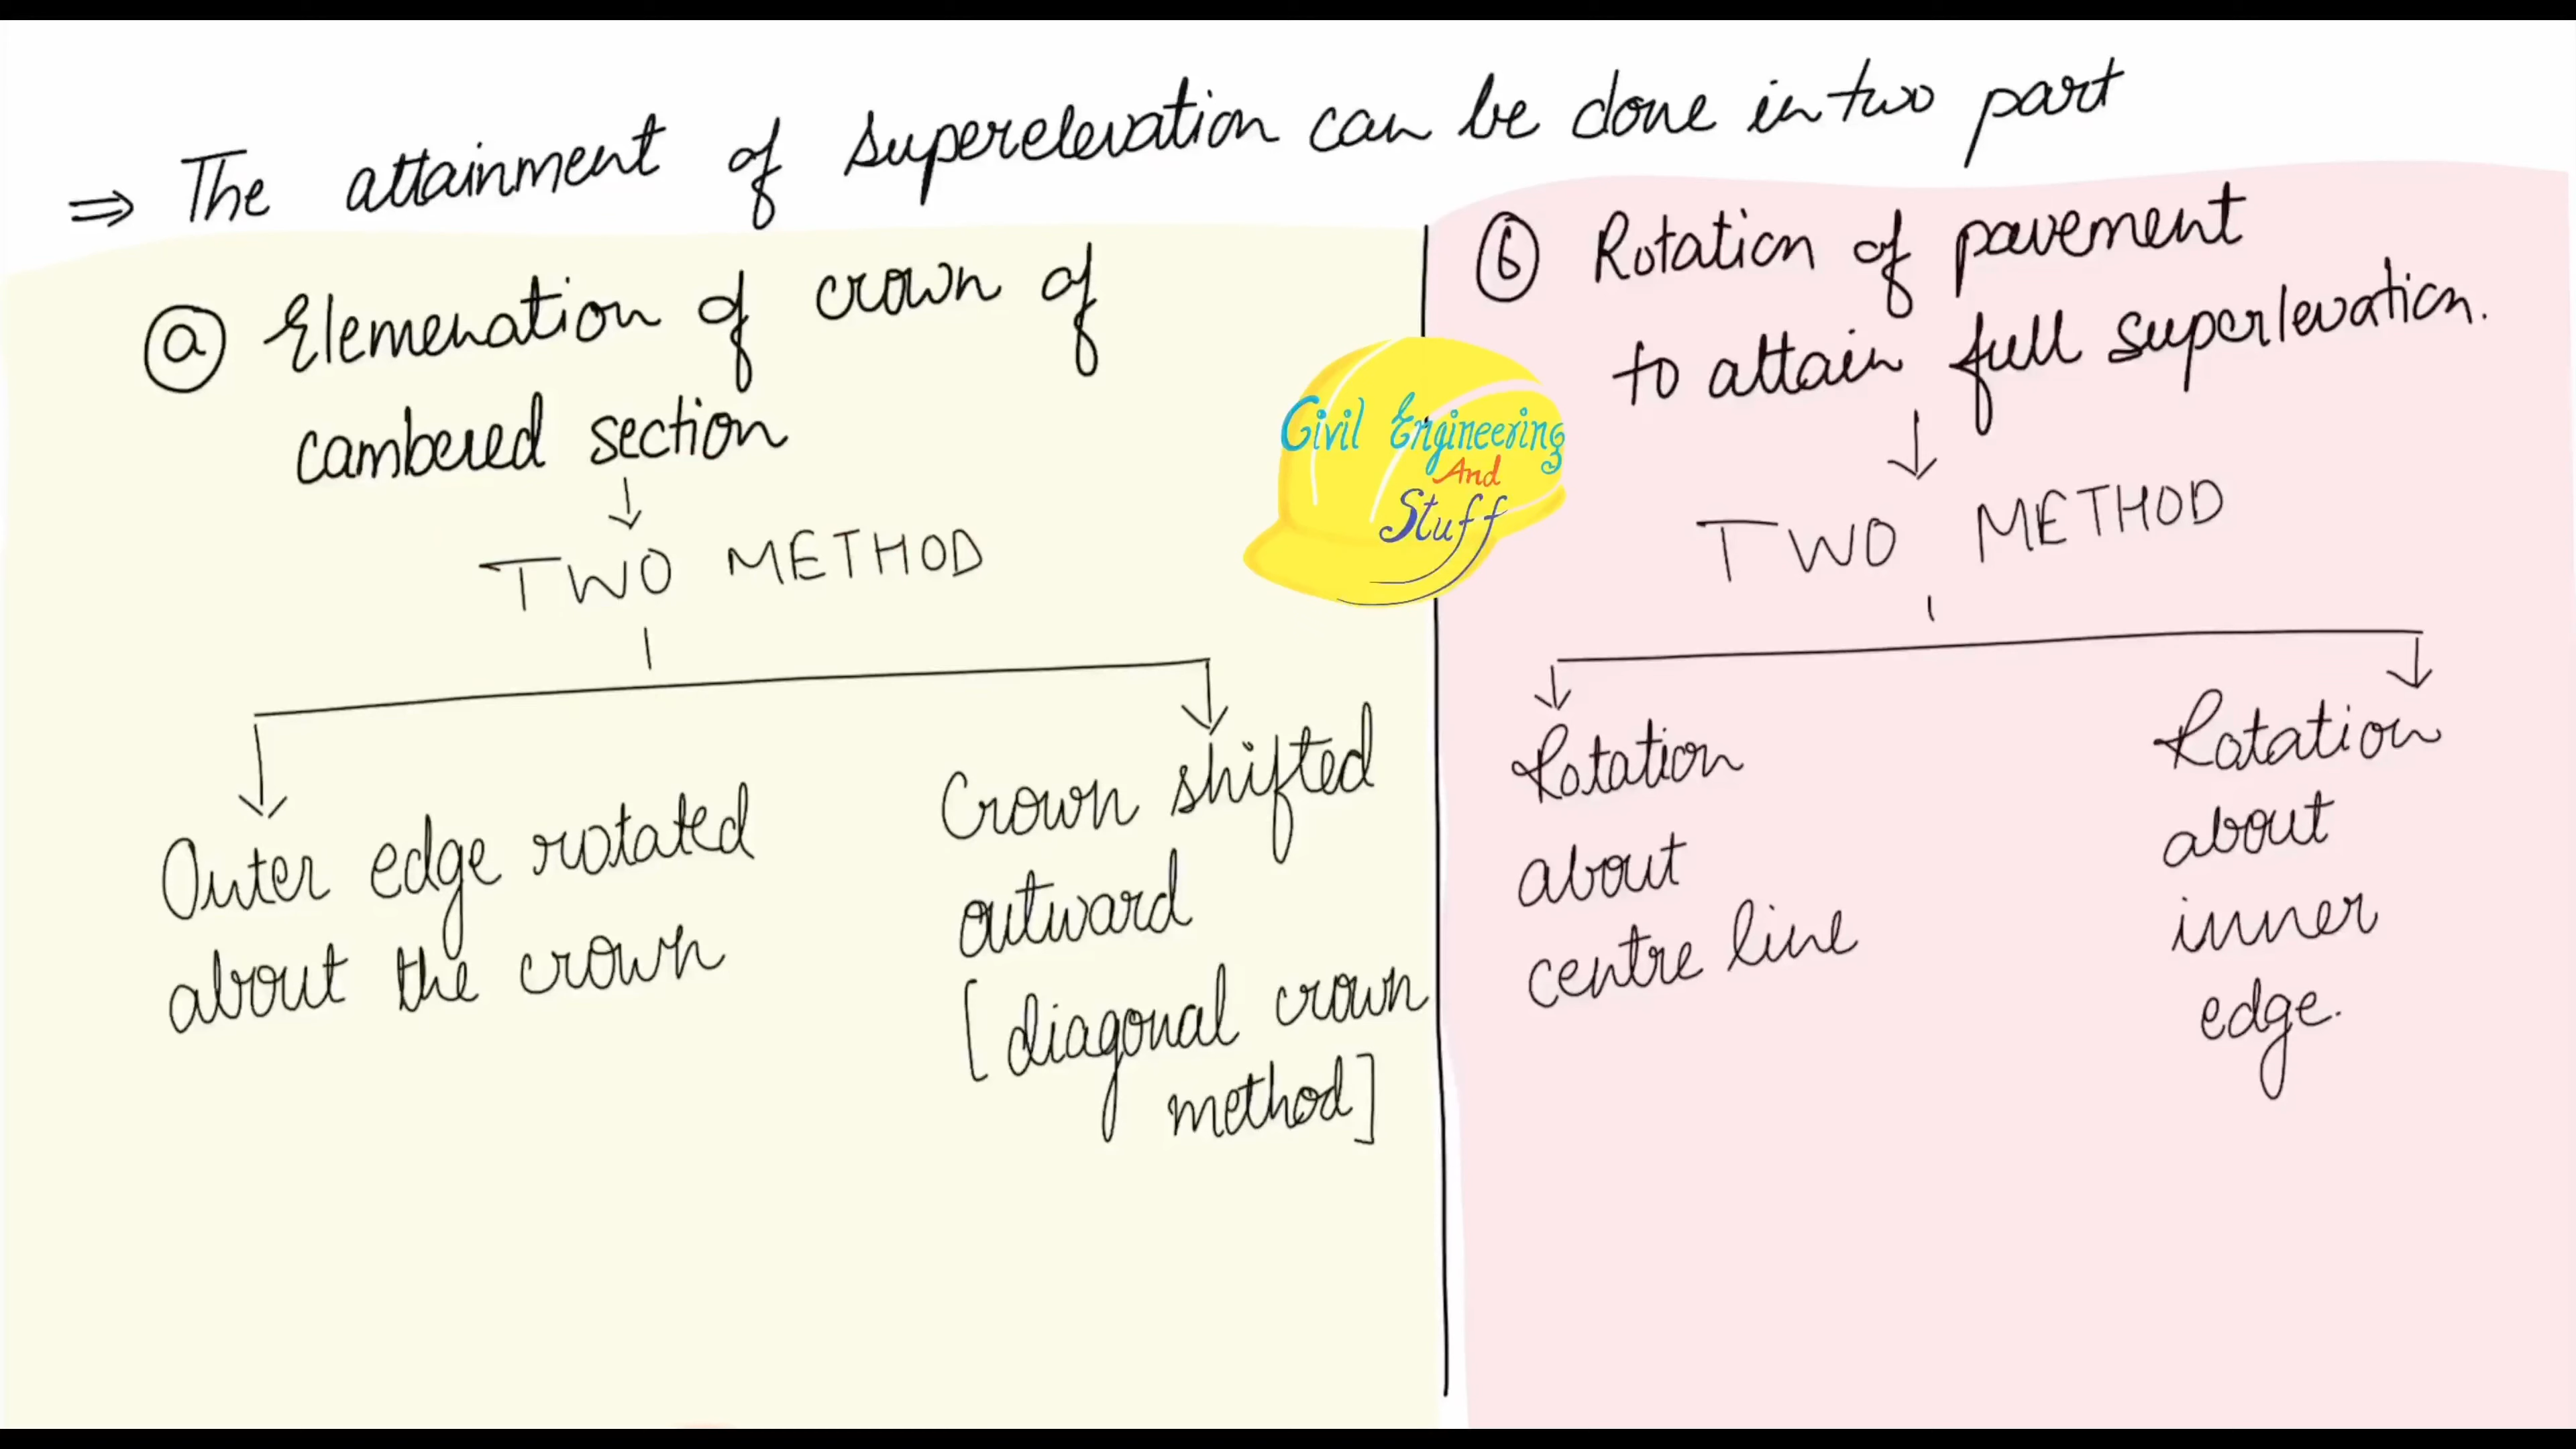 ⇒ The attainment of superelevation can be done in two part
ⓐ Elemenation of crown of
cambered section
↓
TWO METHOD
Outer edge rotated
about the crown
Crown shifted
outward
[diagonal crown
method]
Civil Engineering
And
Stuff
ⓑ Rotation of pavement
to attain full superlevation.
↓
TWO METHOD
Rotation
about
centre line
Rotation
about
inner
edge.